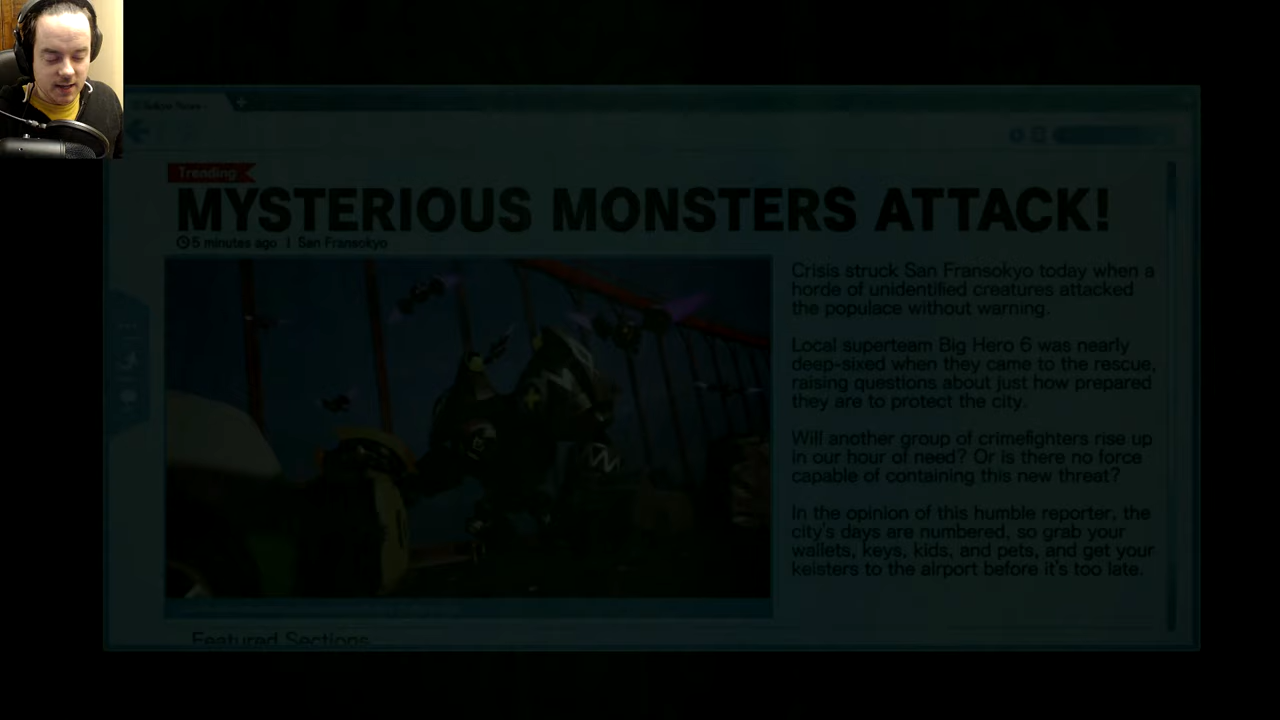 Trending
MYSTERIOUS MONSTERS ATTACK!
5 minutes ago | San Fransokyo
Crisis struck San Fransokyo today when a
horde of unidentified creatures attacked
the populace without warning.
Local superteam Big Hero 6 was nearly
deep-sixed when they came to the rescue,
raising questions about just how prepared
they are to protect the city.
Will another group of crimefighters rise up
in our hour of need? Or is there no force
capable of containing this new threat?
In the opinion of this humble reporter, the
city's days are numbered, so grab your
wallets, keys, kids, and pets, and get your
keisters to the airport before it's too late.
Featured Sections